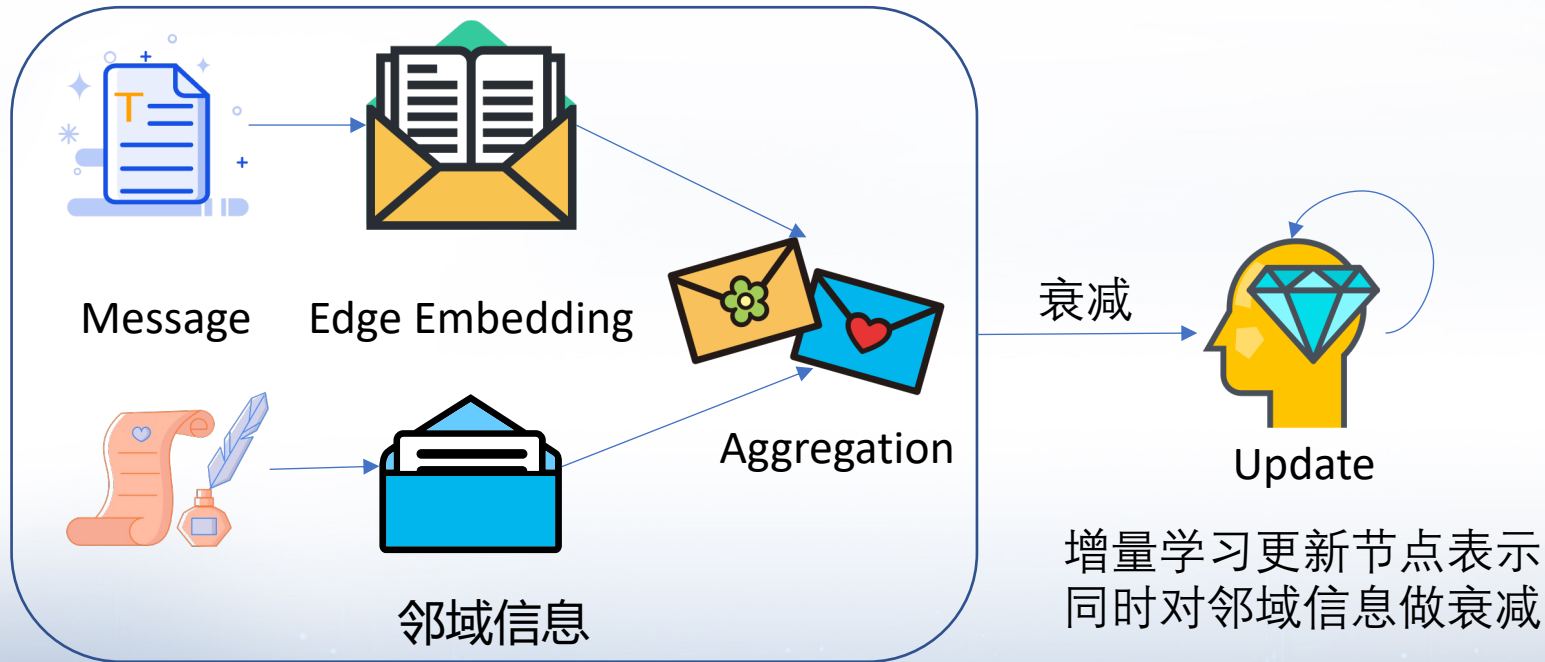 T
Message
Edge Embedding
邻域信息
Aggregation
衰减
Update
增量学习更新节点表示
同时对邻域信息做衰减